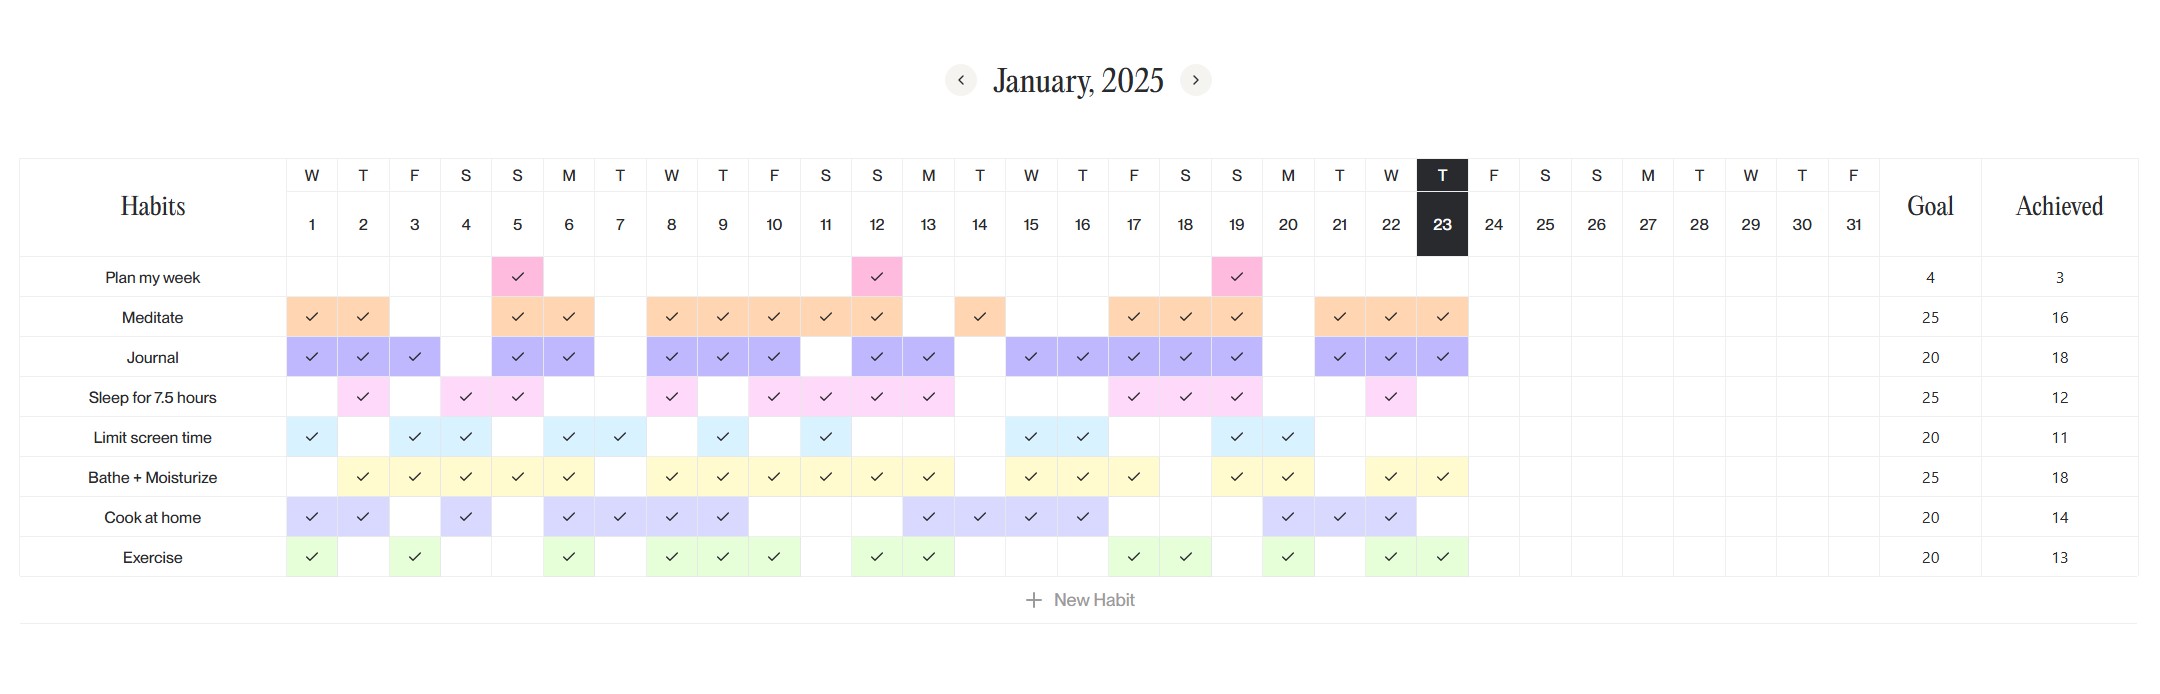 January, 2025
Habits
W T F S S M T W T F S S M T W T F S S M T W T F S S M T W T F
1 2 3 4 5 6 7 8 9 10 11 12 13 14 15 16 17 18 19 20 21 22 23 24 25 26 27 28 29 30 31
Goal Achieved
Plan my week 4 3
Meditate 25 16
Journal 20 18
Sleep for 7.5 hours 25 12
Limit screen time 20 11
Bathe + Moisturize 25 18
Cook at home 20 14
Exercise 20 13
+ New Habit